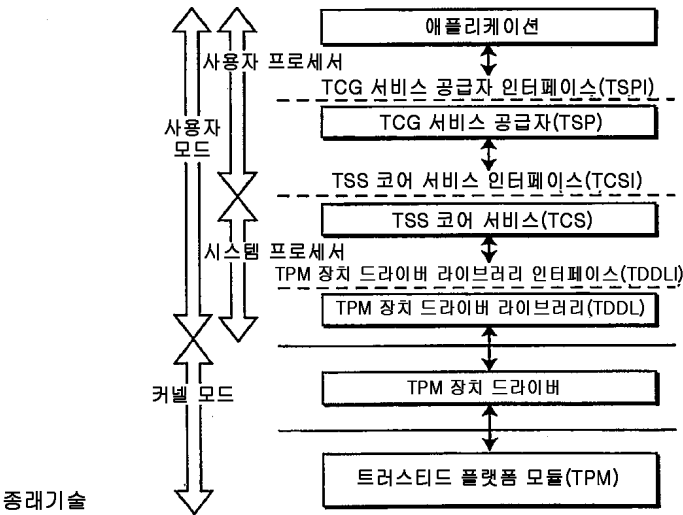 애플리케이션
사용자 프로세서
TCG 서비스 공급자 인터페이스(TSPI)
TCG 서비스 공급자(TSP)
사용자
모드
TSS 코어 서비스 인터페이스(TCSI)
TSS 코어 서비스(TCS)
시스템 프로세서
TPM 장치 드라이버 라이브러리 인터페이스(TDDLI)
TPM 장치 드라이버 라이브러리(TDDL)
커널 모드
TPM 장치 드라이버
트러스티드 플랫폼 모듈(TPM)
종래기술